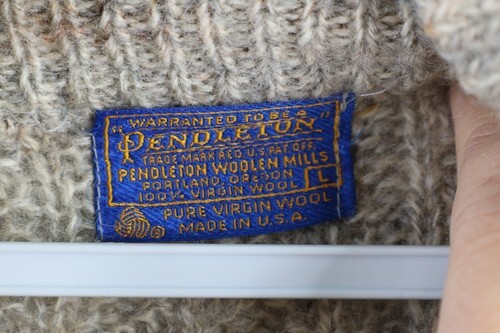 "WARRANTED TO BE A"
PENDLETON
TRADE MARK REG. U.S. PAT. OFF.
PENDLETON WOOLEN MILLS
PORTLAND, OREGON
100% VIRGIN WOOL
L
PURE VIRGIN WOOL
MADE IN U.S.A.